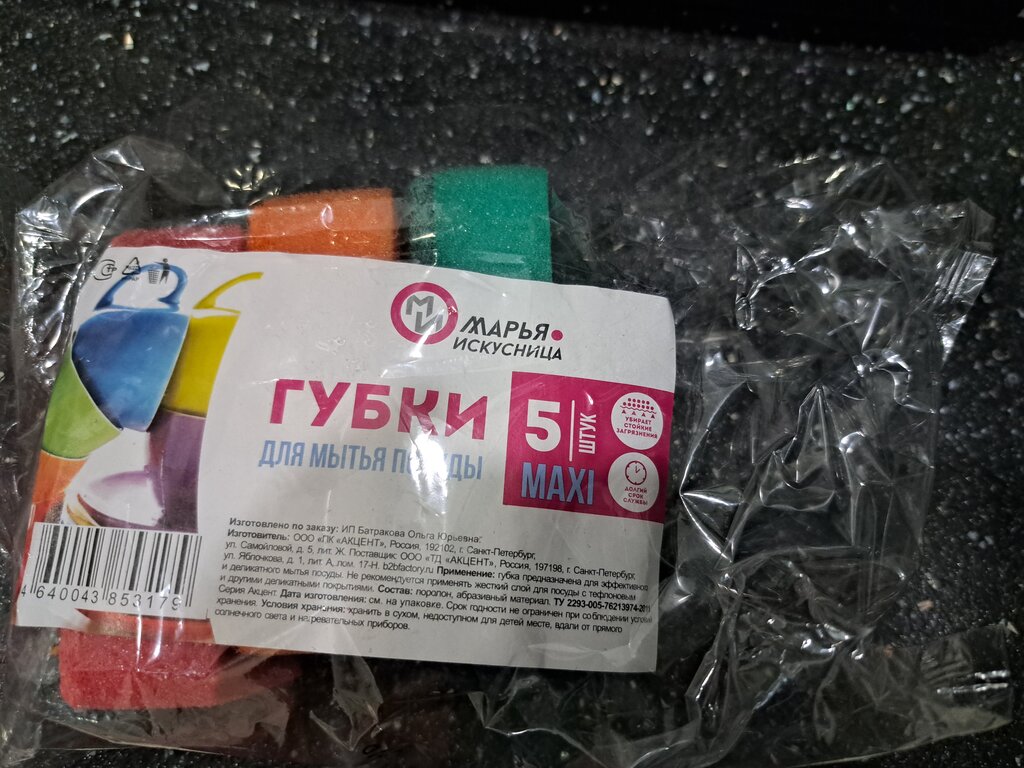 МИ
МАРЬЯ
ИСКУСНИЦА
ГУБКИ
ДЛЯ МЫТЬЯ ПОСУДЫ
5
ШТУК
MAXI
УБИРАЕТ
СТОЙКИЕ
ЗАГРЯЗНЕНИЯ
ДОЛГИЙ
СРОК
СЛУЖБЫ
Изготовлено по заказу: ИП Батракова Ольга Юрьевна.
Изготовитель: ООО «ПК «АКЦЕНТ», Россия, 192102, г. Санкт-Петербург,
ул. Самойловой, д. 5, лит. Ж. Поставщик: ООО «ТД «АКЦЕНТ», Россия, 197198, г. Санкт-Петербург,
ул. Яблочкова, д. 1, лит А, пом. 17-Н. b2bfactory.ru Применение: губка предназначена для эффективной
и деликатного мытья посуды. Не рекомендуется применять жесткий слой для посуды с тефлоновым
и другими деликатными покрытиями. Состав: поролон, абразивный материал. ТУ 2293-005-76213974-2011
Серия Акцент. Дата изготовления: см. на упаковке. Срок годности не ограничен при соблюдении условий
хранения. Условия хранения: хранить в сухом, недоступном для детей месте, вдали от прямого
солнечного света и нагревательных приборов.
4 640043 853179